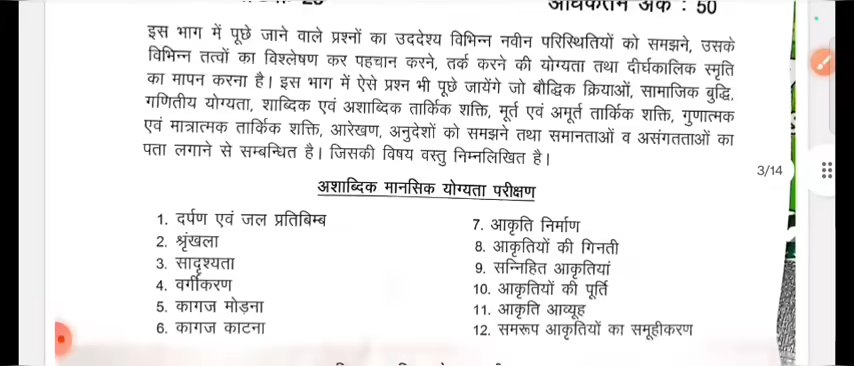 अधिकतम अंक : 50
इस भाग में पूछे जाने वाले प्रश्नों का उददेश्य विभिन्न नवीन परिस्थितियों को समझने, उसके
विभिन्न तत्वों का विश्लेषण कर पहचान करने, तर्क करने की योग्यता तथा दीर्घकालिक स्मृति
का मापन करना है। इस भाग में ऐसे प्रश्न भी पूछे जायेंगे जो बौद्धिक क्रियाओं, सामाजिक बुद्धि,
गणितीय योग्यता, शाब्दिक एवं अशाब्दिक तार्किक शक्ति, मूर्त एवं अमूर्त तार्किक शक्ति, गुणात्मक
एवं मात्रात्मक तार्किक शक्ति, आरेखण, अनुदेशों को समझने तथा समानताओं व असंगतताओं का
पता लगाने से सम्बन्धित है। जिसकी विषय वस्तु निम्नलिखित है।
3/14
अशाब्दिक मानसिक योग्यता परीक्षण
1. दर्पण एवं जल प्रतिबिम्ब
2. श्रृंखला
3. सादृश्यता
4. वर्गीकरण
5. कागज मोड़ना
6. कागज काटना
7. आकृति निर्माण
8. आकृतियों की गिनती
9. सन्निहित आकृतियां
10. आकृतियों की पूर्ति
11. आकृति आव्यूह
12. समरूप आकृतियों का समूहीकरण